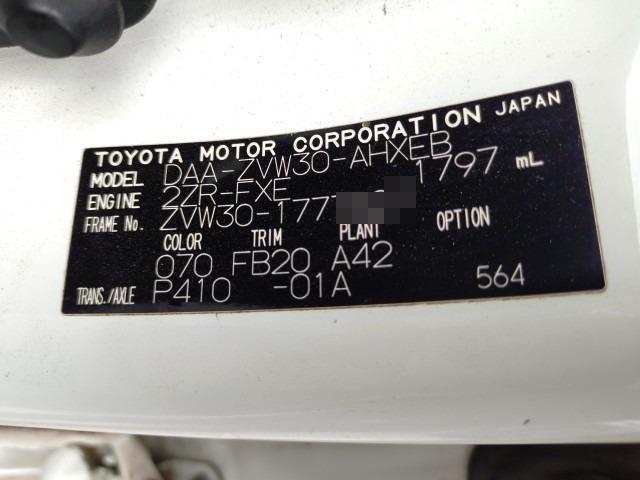 TOYOTA MOTOR CORPORATION JAPAN
MODEL DAA-ZVW30-AHXEB
ENGINE 2ZR-FXE 1797 mL
FRAME No. ZVW30-177
COLOR TRIM PLANT OPTION
070 FB20 A42
TRANS./AXLE P410 -01A 564